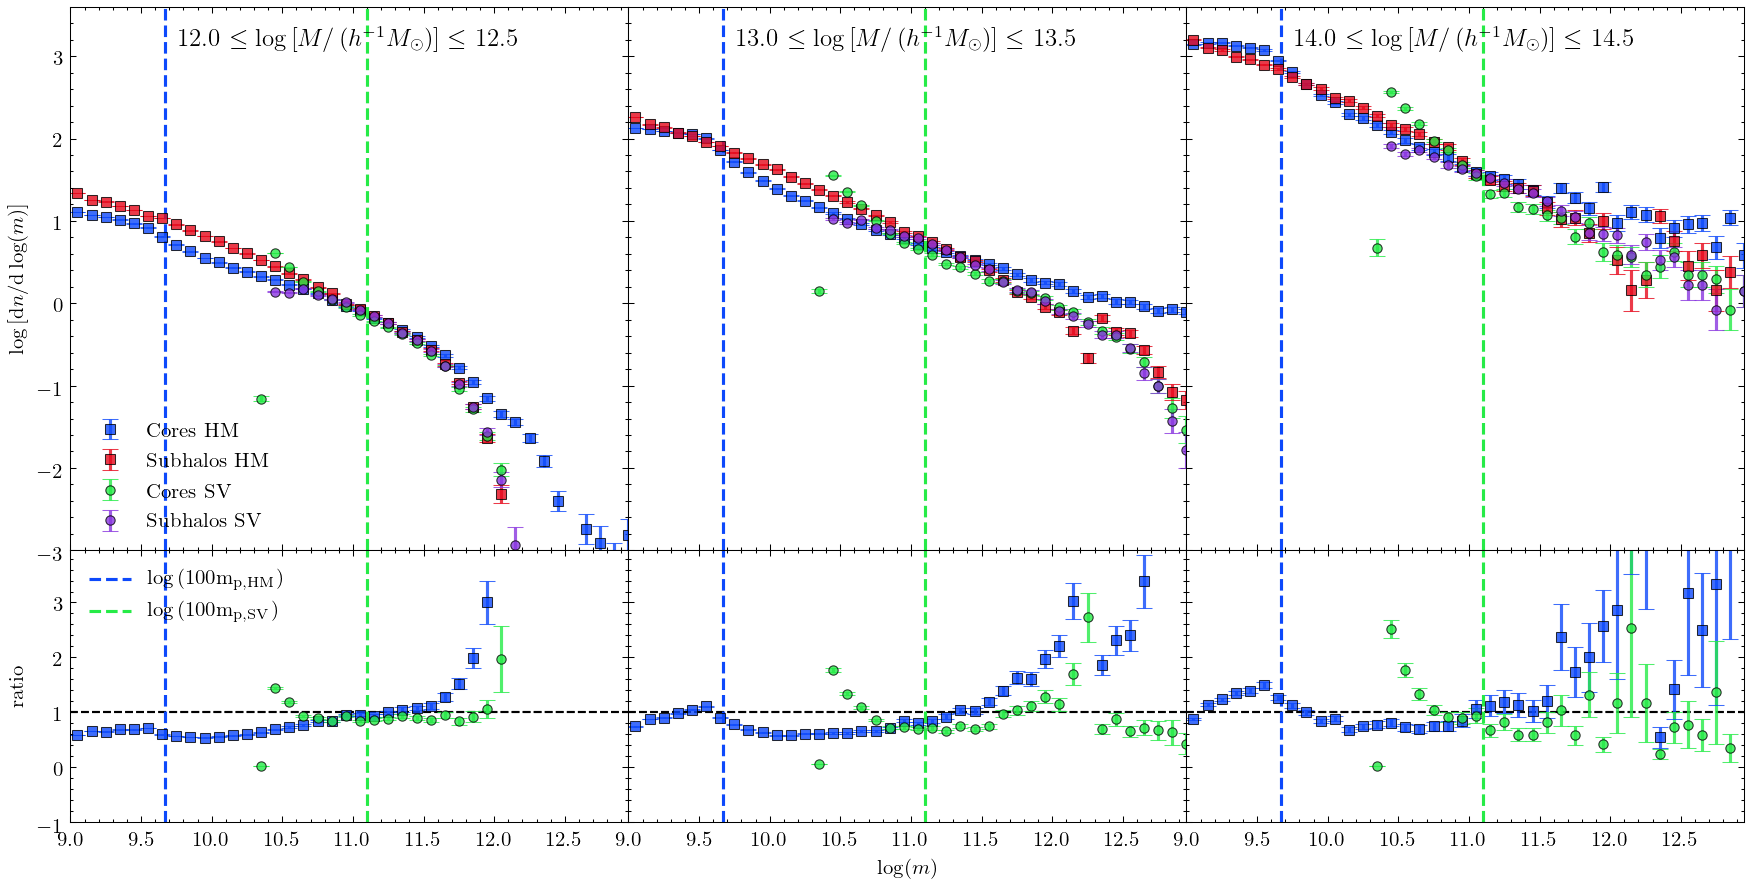 12.0 ≤ log [M/ (h⁻¹M⊙)] ≤ 12.5
13.0 ≤ log [M/ (h⁻¹M⊙)] ≤ 13.5
14.0 ≤ log [M/ (h⁻¹M⊙)] ≤ 14.5
3
2
1
0
−1
−2
−3
log [dn/d log(m)]
Cores HM
Subhalos HM
Cores SV
Subhalos SV
log (100m_p,HM)
log (100m_p,SV)
3
2
1
0
−1
ratio
9.0 9.5 10.0 10.5 11.0 11.5 12.0 12.5 9.0 9.5 10.0 10.5 11.0 11.5 12.0 12.5 9.0 9.5 10.0 10.5 11.0 11.5 12.0 12.5
log(m)